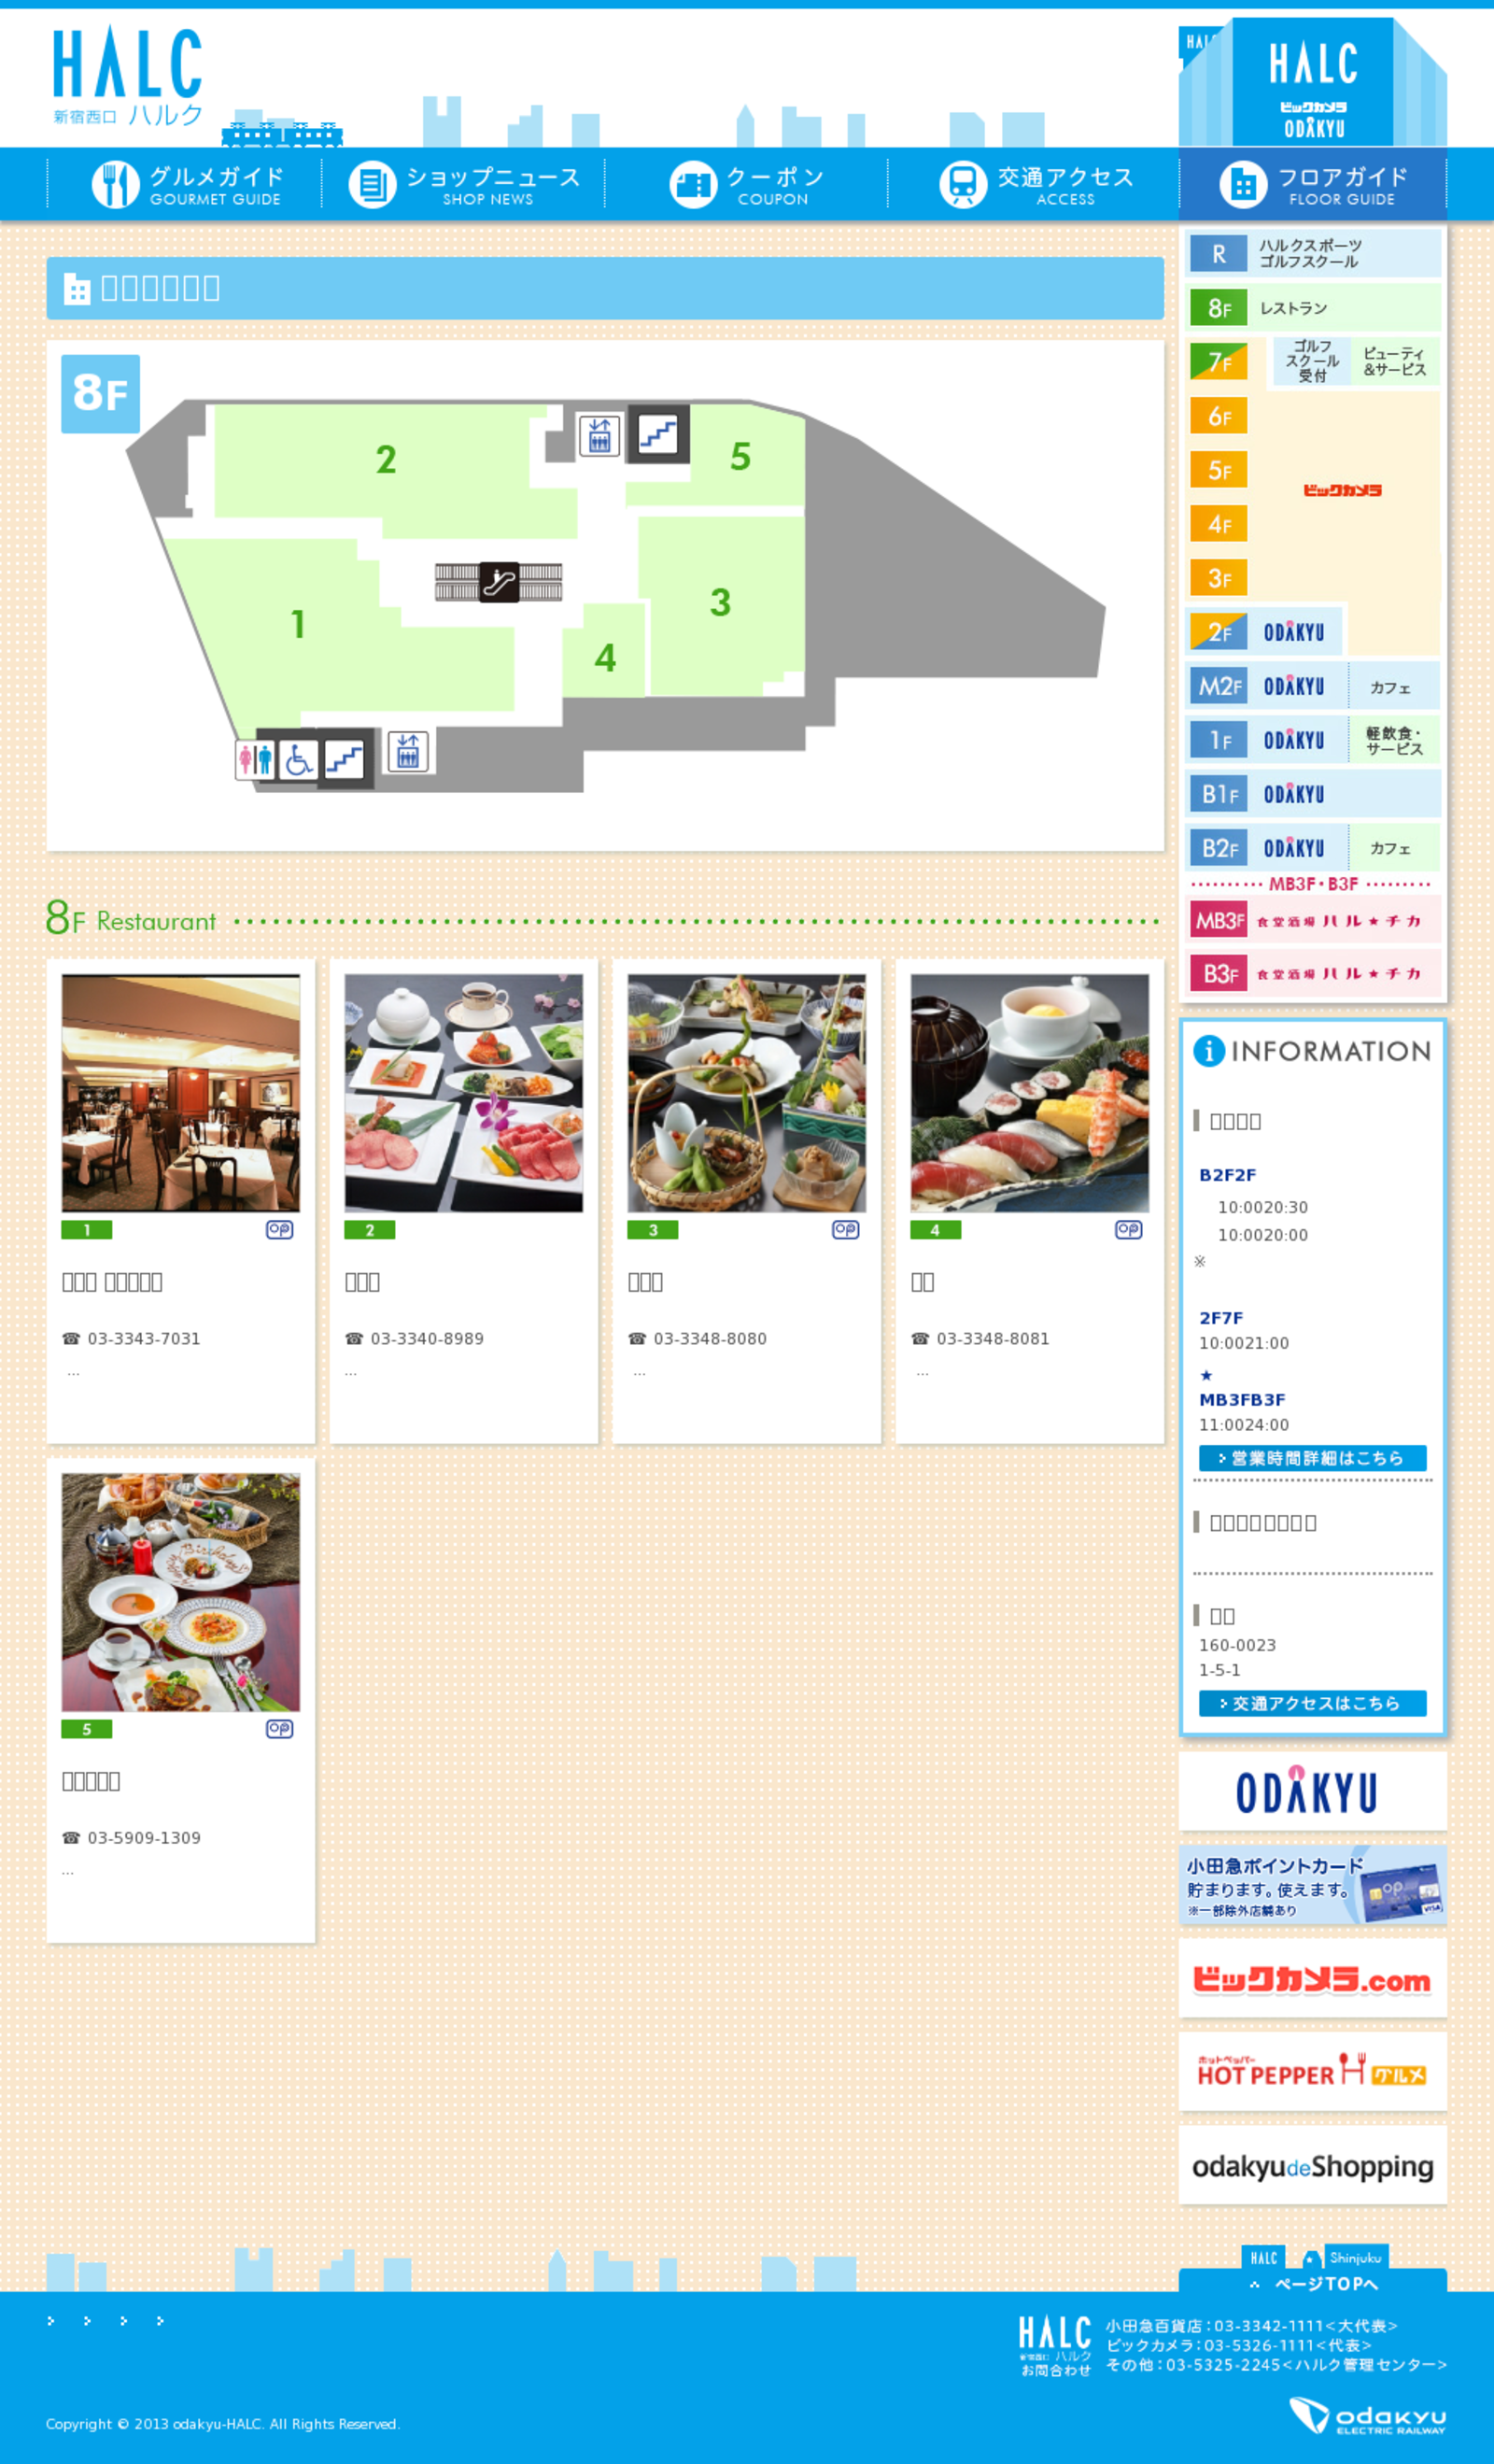 HALC
新宿西口 ハルク
HALC
HALC
ビックカメラ
ODAKYU
グルメガイド
GOURMET GUIDE
ショップニュース
SHOP NEWS
クーポン
COUPON
交通アクセス
ACCESS
フロアガイド
FLOOR GUIDE
R ハルクスポーツ
ゴルフスクール
8F レストラン
7F ゴルフ
スクール
受付
ビューティ
&サービス
6F
5F
ビックカメラ
4F
3F
2F ODAKYU
M2F ODAKYU カフェ
1F ODAKYU 軽飲食・
サービス
B1F ODAKYU
B2F ODAKYU カフェ
MB3F・B3F
MB3F 食堂酒場 ハル★チカ
B3F 食堂酒場 ハル★チカ
8F
2
5
3
1
4
8F Restaurant
1 OP
☎ 03-3343-7031
...
2
☎ 03-3340-8989
...
3 OP
☎ 03-3348-8080
...
4 OP
☎ 03-3348-8081
...
5 OP
☎ 03-5909-1309
...
i INFORMATION
B2F2F
10:0020:30
10:0020:00
※
2F7F
10:0021:00
★
MB3FB3F
11:0024:00
営業時間詳細はこちら
160-0023
1-5-1
交通アクセスはこちら
ODAKYU
小田急ポイントカード
貯まります。使えます。
※一部除外店舗あり
OP
VISA
ビックカメラ.com
ホットペッパー
HOT PEPPER グルメ
odakyu de Shopping
HALC Shinjuku
ページTOPへ
HALC
新宿西口 ハルク
お問合わせ
小田急百貨店：03-3342-1111<大代表>
ビックカメラ：03-5326-1111<代表>
その他：03-5325-2245<ハルク管理センター>
Copyright © 2013 odakyu-HALC. All Rights Reserved.
odakyu
ELECTRIC RAILWAY